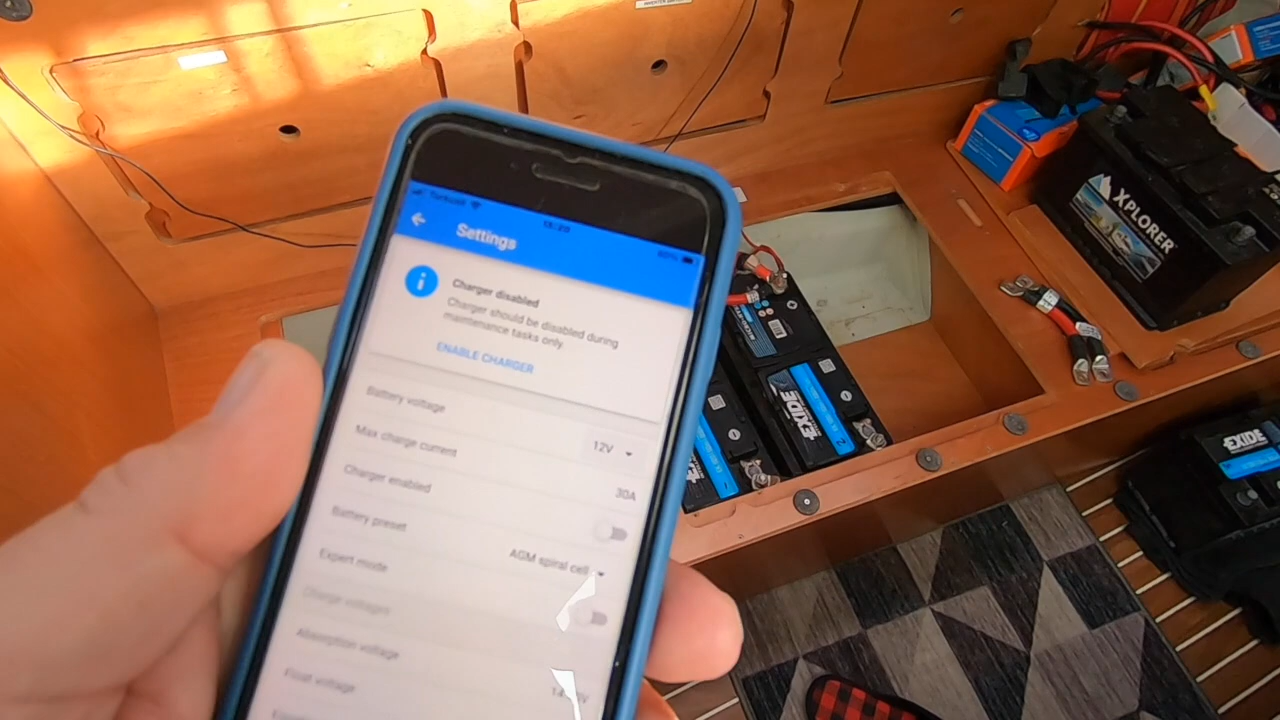 Settings
Charger disabled
Charger should be disabled during
maintenance tasks only.
ENABLE CHARGER
Battery voltage
12V
Max charge current
30A
Charger enabled
Battery preset
AGM spiral cell
Expert mode
Charge voltages
Absorption voltage
Float voltage
XPLORER
EXIDE
EXIDE